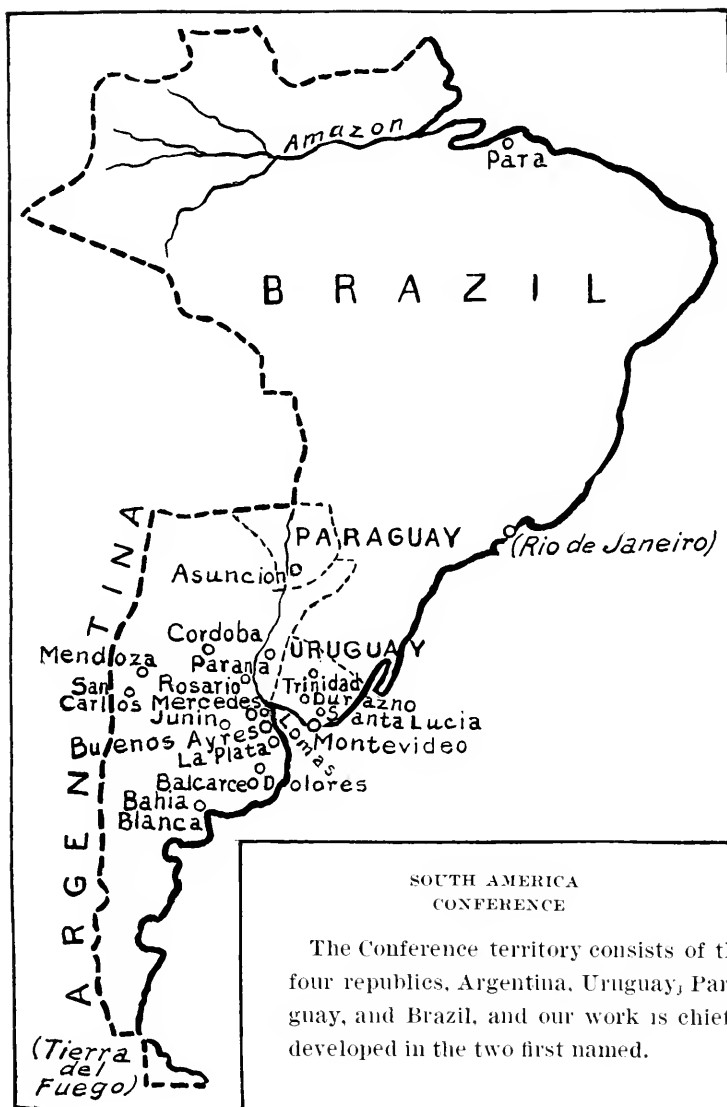 Amazon
Para
BRAZIL
PARAGUAY
(Rio de Janeiro)
Asuncion
ARGENTINA
Cordoba
URUGUAY
Mendoza
Parana
San
Carlos
Rosario
Trinidad
Mercedes
Durazno
Junin
Santa Lucia
Buenos Ayres
Lomas
Montevideo
La Plata
Balcarce
Dolores
Bahia
Blanca
(Tierra
del
Fuego)
SOUTH AMERICA
CONFERENCE
The Conference territory consists of th
four republics, Argentina, Uruguay, Par
guay, and Brazil, and our work is chief
developed in the two first named.